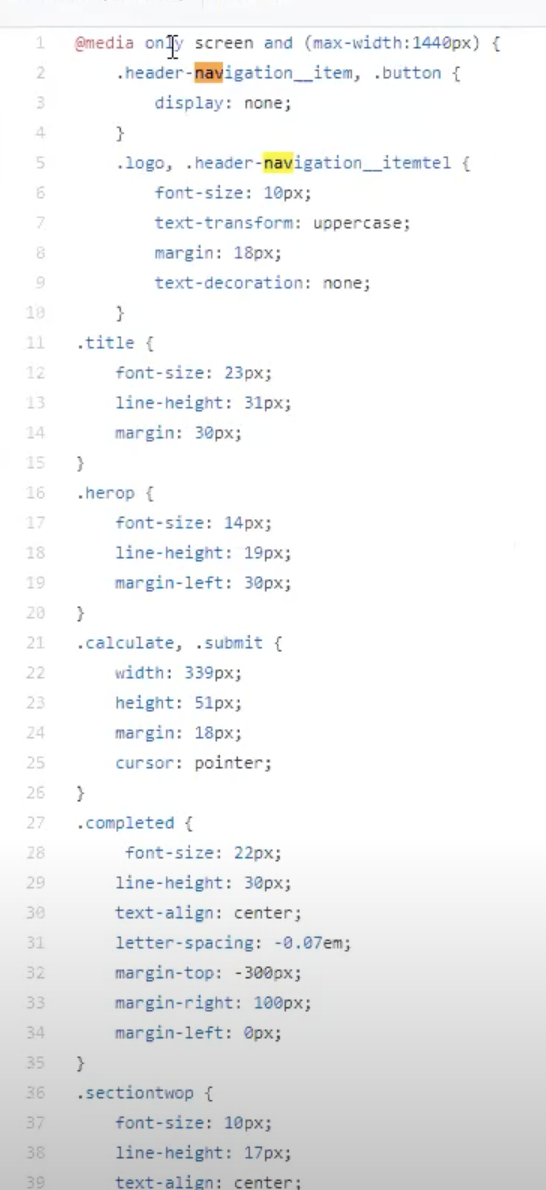 1 @media only screen and (max-width:1440px) {
2 .header-navigation__item, .button {
3 display: none;
4 }
5 .logo, .header-navigation__itemtel {
6 font-size: 10px;
7 text-transform: uppercase;
8 margin: 18px;
9 text-decoration: none;
10 }
11 .title {
12 font-size: 23px;
13 line-height: 31px;
14 margin: 30px;
15 }
16 .herop {
17 font-size: 14px;
18 line-height: 19px;
19 margin-left: 30px;
20 }
21 .calculate, .submit {
22 width: 339px;
23 height: 51px;
24 margin: 18px;
25 cursor: pointer;
26 }
27 .completed {
28 font-size: 22px;
29 line-height: 30px;
30 text-align: center;
31 letter-spacing: -0.07em;
32 margin-top: -300px;
33 margin-right: 100px;
34 margin-left: 0px;
35 }
36 .sectiontwop {
37 font-size: 10px;
38 line-height: 17px;
39 text-align: center;